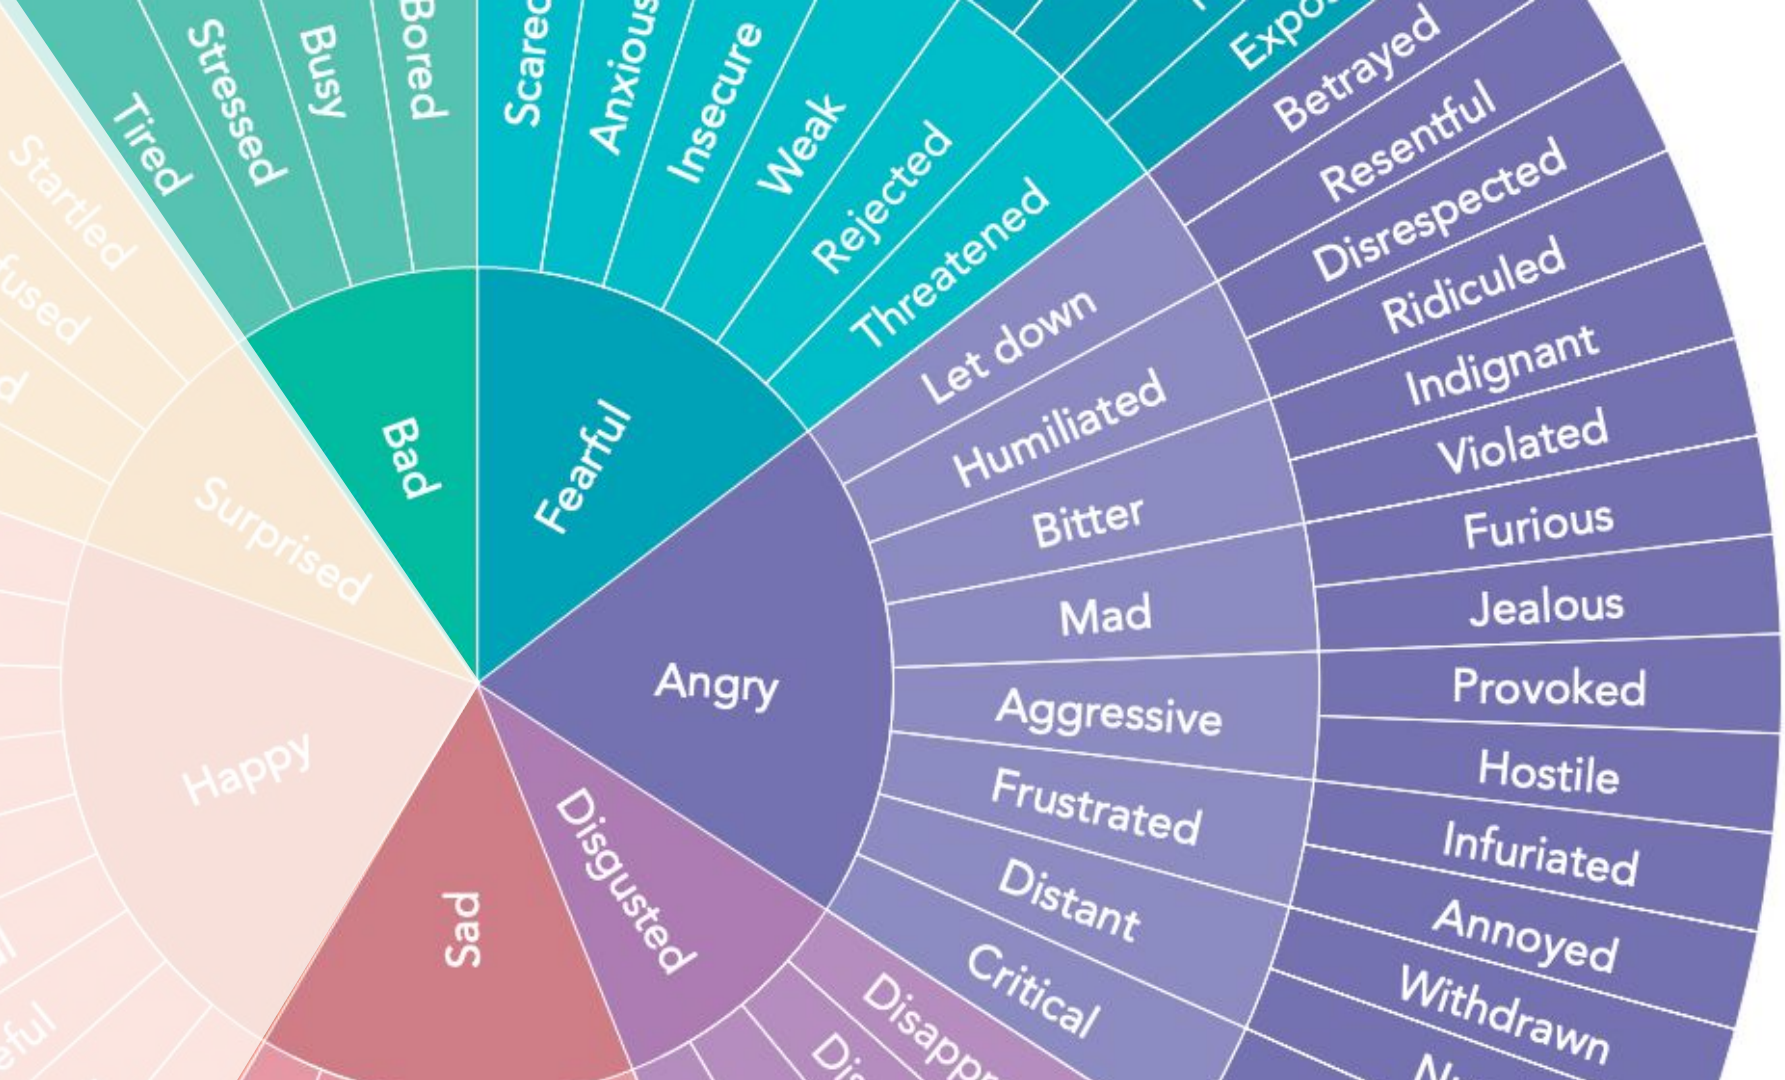 Tired
Stressed
Busy
Bored
Scared
Anxious
Insecure
Weak
Rejected
Threatened
Betrayed
Resentful
Disrespected
Ridiculed
Indignant
Violated
Furious
Jealous
Provoked
Hostile
Infuriated
Annoyed
Withdrawn
Let down
Humiliated
Bitter
Mad
Aggressive
Frustrated
Distant
Critical
Startled
Bad
Fearful
Angry
Disgusted
Sad
Happy
Surprised